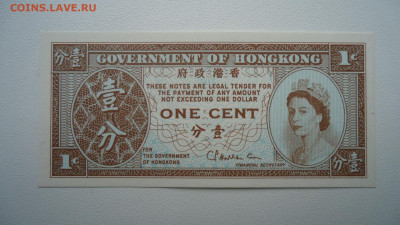 COINS.LAVE.RU
分壹 GOVERNMENT OF HONGKONG 1¢
府政港香
THESE NOTES ARE LEGAL TENDER FOR
THE PAYMENT OF ANY AMOUNT
NOT EXCEEDING ONE DOLLAR
壹分
ONE CENT
分壹
FOR
THE GOVERNMENT
OF HONGKONG
FINANCIAL SECRETARY
1¢
分壹